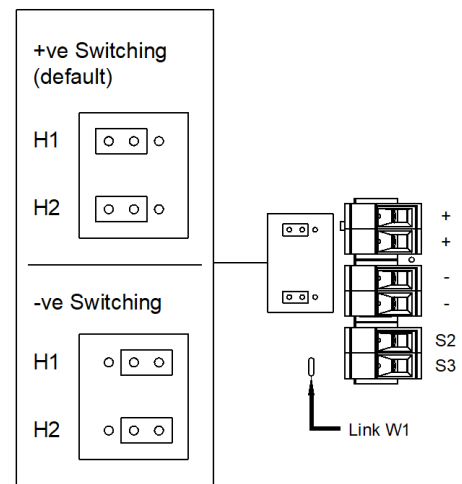 +ve Switching
(default)
H1
H2
-ve Switching
H1
H2
+
+
-
-
S2
S3
Link W1